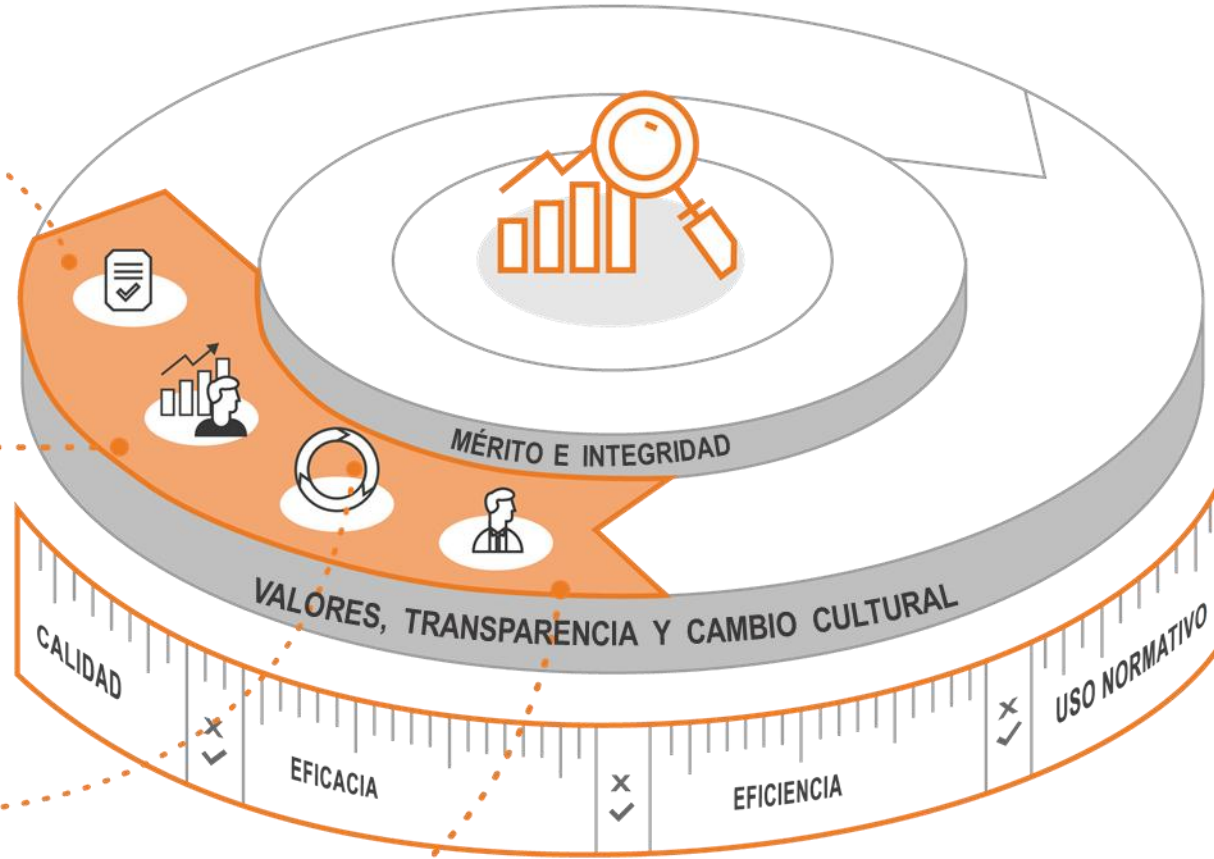 MÉRITO E INTEGRIDAD
VALORES, TRANSPARENCIA Y CAMBIO CULTURAL
CALIDAD
EFICACIA
EFICIENCIA
USO NORMATIVO